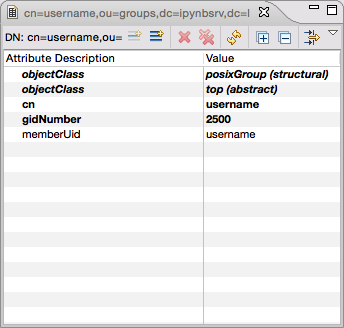 cn=username,ou=groups,dc=ipynbsrv,dc=l
DN: cn=username,ou=
Attribute Description Value
objectClass posixGroup (structural)
objectClass top (abstract)
cn username
gidNumber 2500
memberUid username